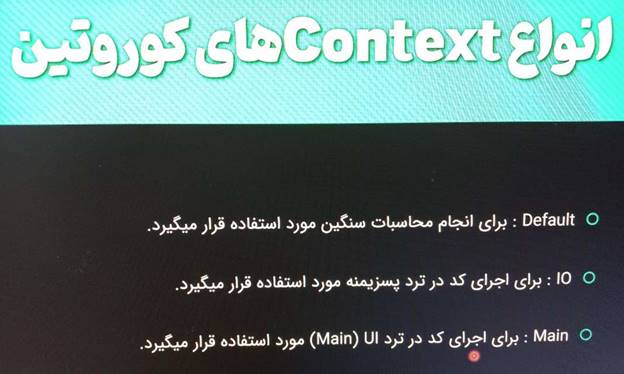 انواع Contextهای کوروتین
Default : برای انجام محاسبات سنگین مورد استفاده قرار میگیرد.
IO : برای اجرای کد در ترد پسزیمنه مورد استفاده قرار میگیرد.
Main : برای اجرای کد در ترد UI (Main) مورد استفاده قرار میگیرد.